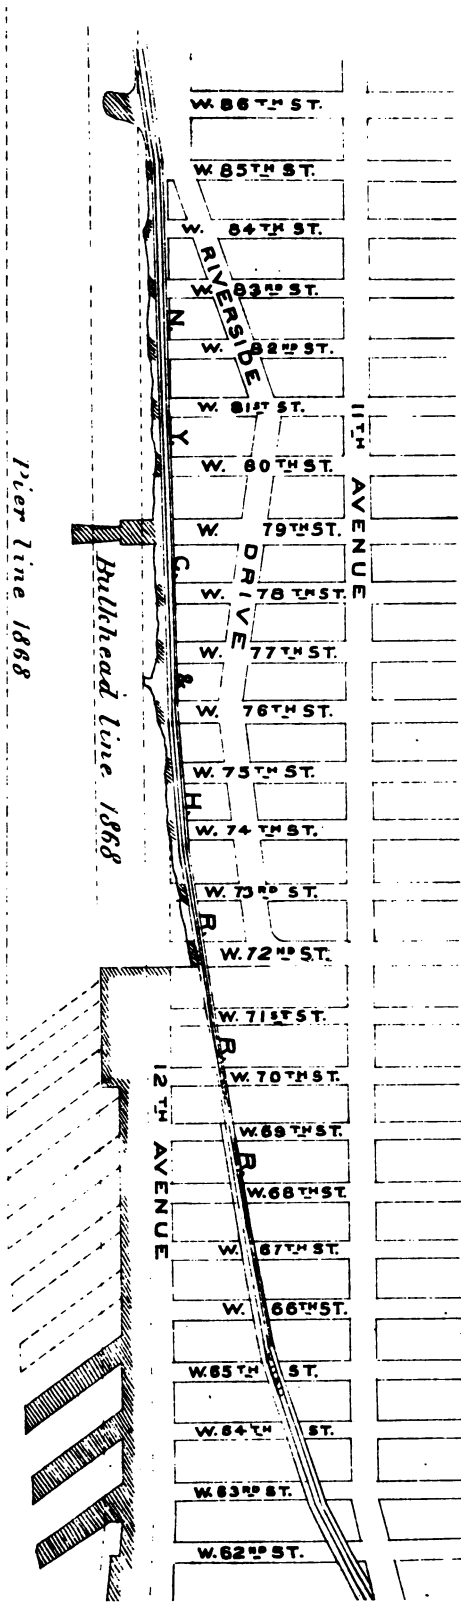 W. 86TH ST.
W. 85TH ST.
W. 84TH ST.
W. 83RD ST.
W. 82ND ST.
W. 81ST ST.
W. 80TH ST.
W. 79TH ST.
W. 78TH ST.
W. 77TH ST.
W. 76TH ST.
W. 75TH ST.
W. 74TH ST.
W. 73RD ST.
W. 72ND ST.
W. 71ST ST.
W. 70TH ST.
W. 69TH ST.
W. 68TH ST.
W. 67TH ST.
W. 66TH ST.
W. 65TH ST.
W. 64TH ST.
W. 63RD ST.
W. 62ND ST.
RIVERSIDE DRIVE
11TH AVENUE
N. Y. C. & H. R. R. R.
12TH AVENUE
Pier line 1868
Bulkhead line 1868